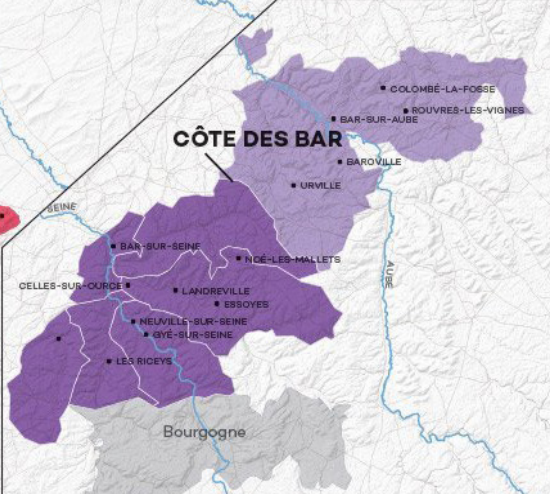 COLOMBÉ-LA-FOSSE
ROUVRES-LES-VIGNES
BAR-SUR-AUBE
CÔTE DES BAR
BAROVILLE
URVILLE
SEINE
BAR-SUR-SEINE
NOÉ-LES-MALLETS
AUBE
CELLES-SUR-OURCE
LANDREVILLE
ESSOYES
NEUVILLE-SUR-SEINE
GYÉ-SUR-SEINE
LES RICEYS
Bourgogne